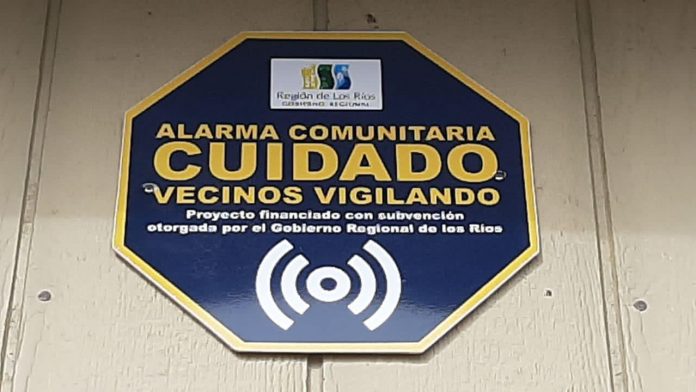 Región de Los Ríos
GOBIERNO REGIONAL
ALARMA COMUNITARIA
CUIDADO
VECINOS VIGILANDO
Proyecto financiado con subvención
otorgada por el Gobierno Regional de los Ríos